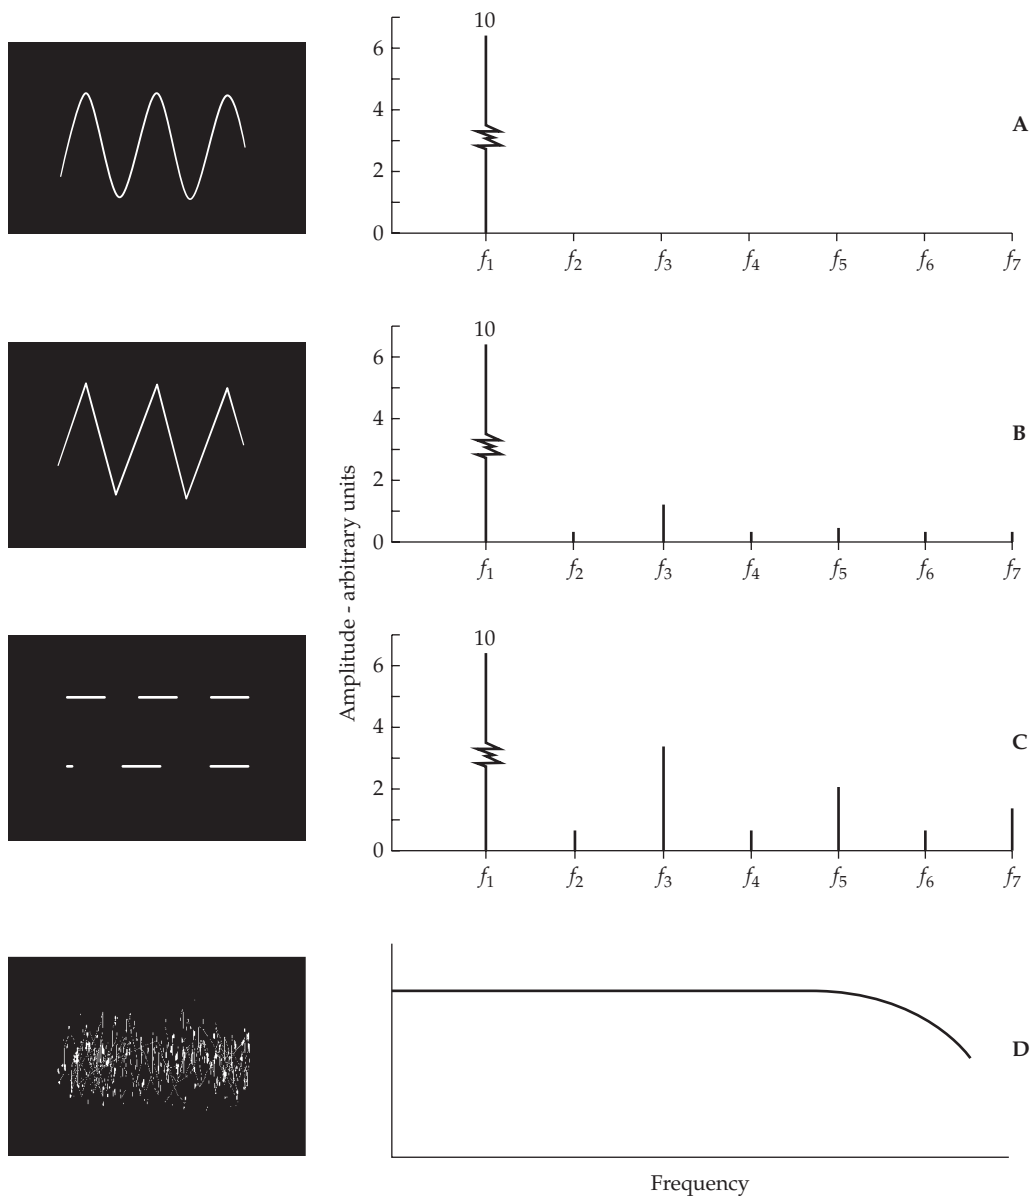 10
6
4
2
0
A
f₁ f₂ f₃ f₄ f₅ f₆ f₇
10
6
4
2
0
B
f₁ f₂ f₃ f₄ f₅ f₆ f₇
Amplitude - arbitrary units
10
6
4
2
0
C
f₁ f₂ f₃ f₄ f₅ f₆ f₇
D
Frequency